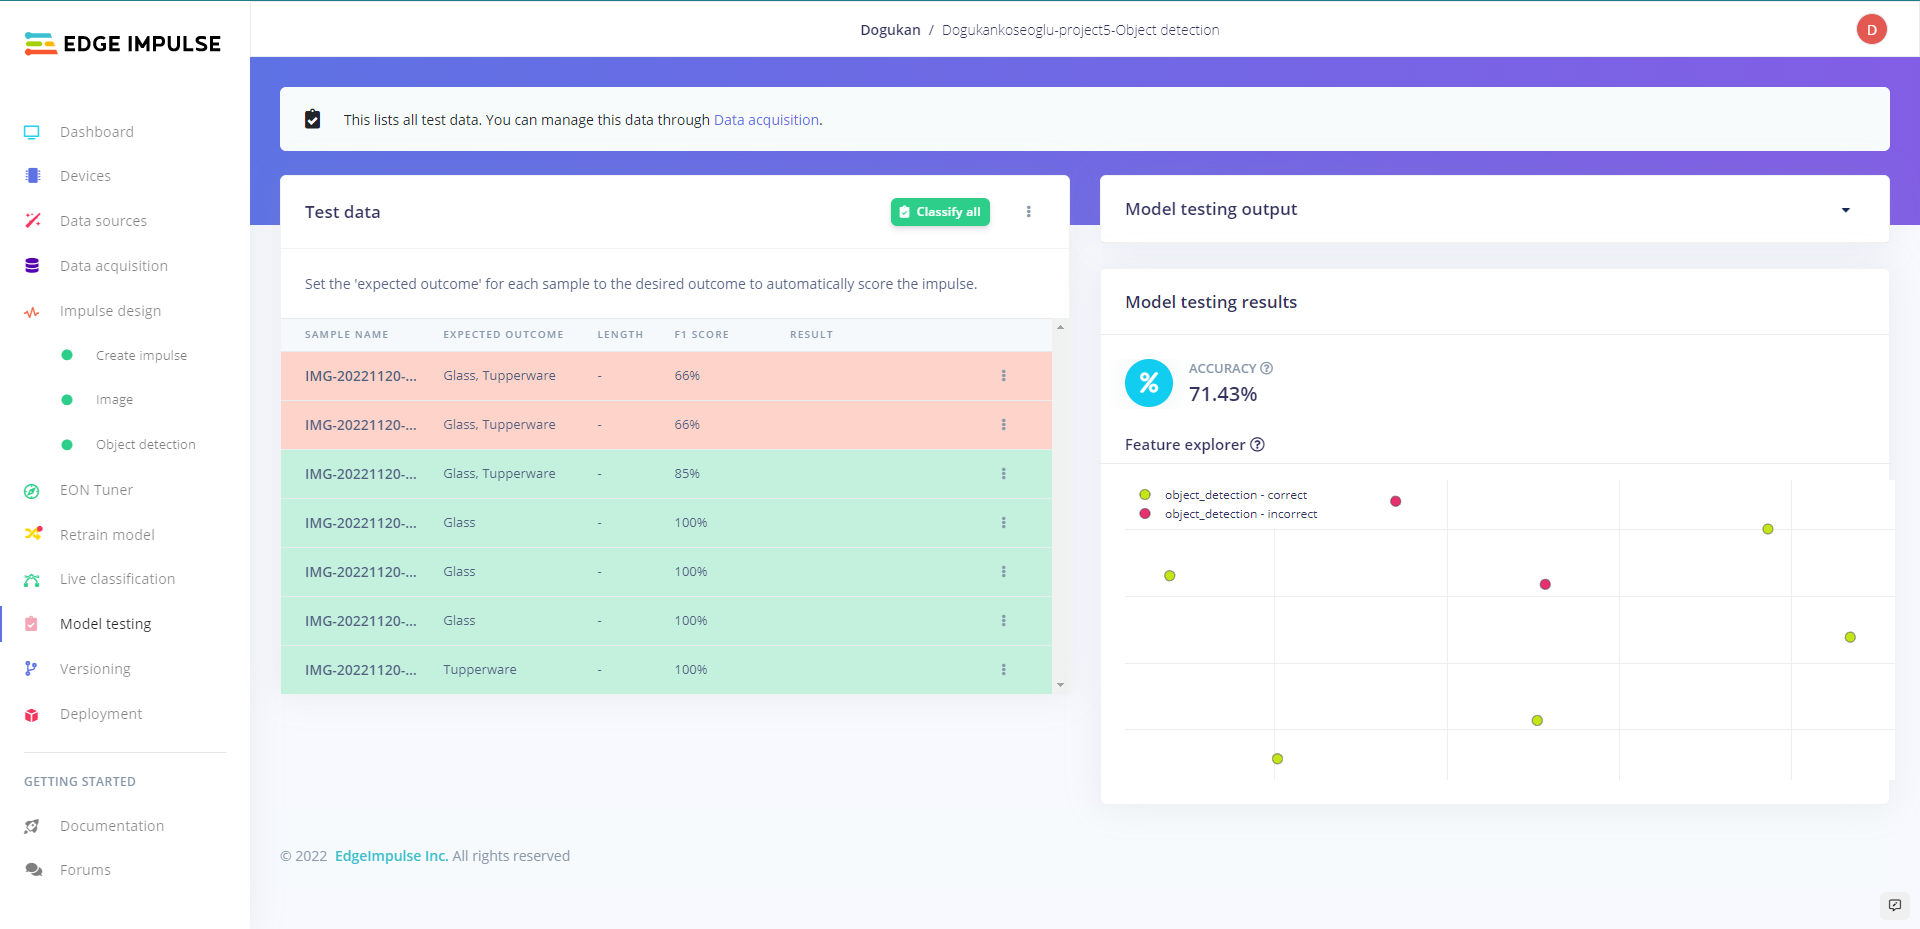 EDGE IMPULSE
Dogukan / Dogukankoseoglu-project5-Object detection
D
Dashboard
Devices
Data sources
Data acquisition
Impulse design
Create impulse
Image
Object detection
EON Tuner
Retrain model
Live classification
Model testing
Versioning
Deployment
GETTING STARTED
Documentation
Forums
This lists all test data. You can manage this data through Data acquisition.
Test data
Classify all
Set the 'expected outcome' for each sample to the desired outcome to automatically score the impulse.
SAMPLE NAME EXPECTED OUTCOME LENGTH F1 SCORE RESULT
IMG-20221120-... Glass, Tupperware - 66%
IMG-20221120-... Glass, Tupperware - 66%
IMG-20221120-... Glass, Tupperware - 85%
IMG-20221120-... Glass - 100%
IMG-20221120-... Glass - 100%
IMG-20221120-... Glass - 100%
IMG-20221120-... Tupperware - 100%
Model testing output
Model testing results
%
ACCURACY ?
71.43%
Feature explorer ?
object_detection - correct
object_detection - incorrect
© 2022 EdgeImpulse Inc. All rights reserved